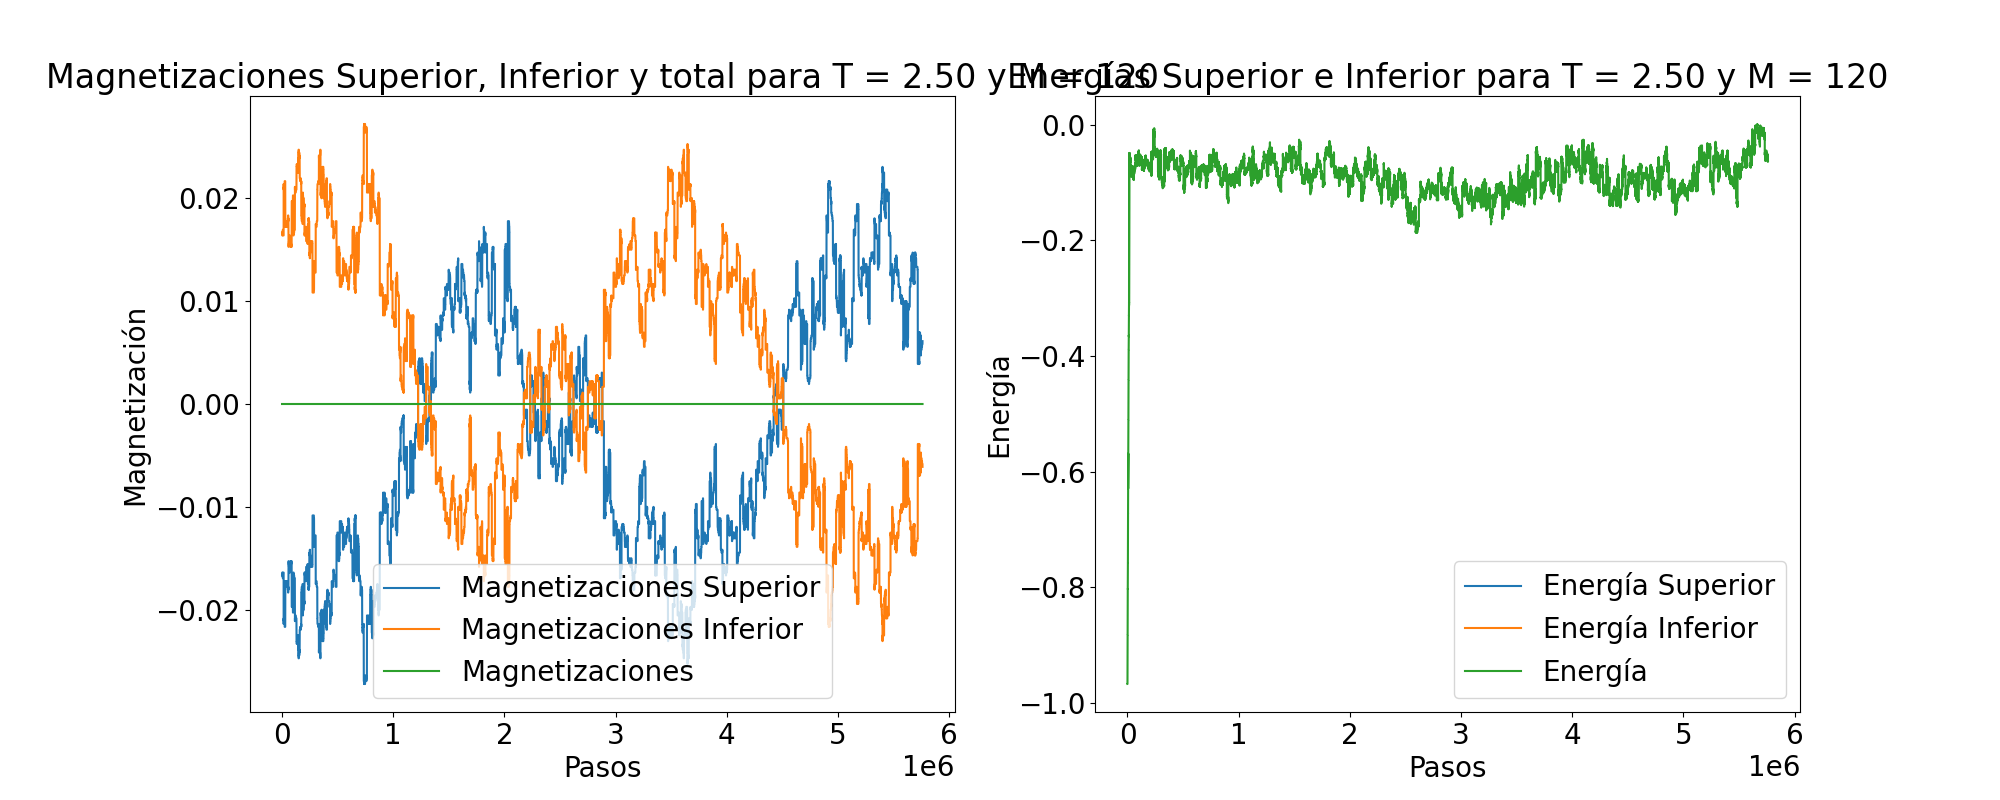 Magnetizaciones Superior, Inferior y total para T = 2.50 y M = 120
Energías Superior e Inferior para T = 2.50 y M = 120
Magnetización
0.02
0.01
0.00
−0.01
−0.02
Magnetizaciones Superior
Magnetizaciones Inferior
Magnetizaciones
0 1 2 3 4 5 6
1e6
Pasos
Energía
0.0
−0.2
−0.4
−0.6
−0.8
−1.0
Energía Superior
Energía Inferior
Energía
0 1 2 3 4 5 6
1e6
Pasos